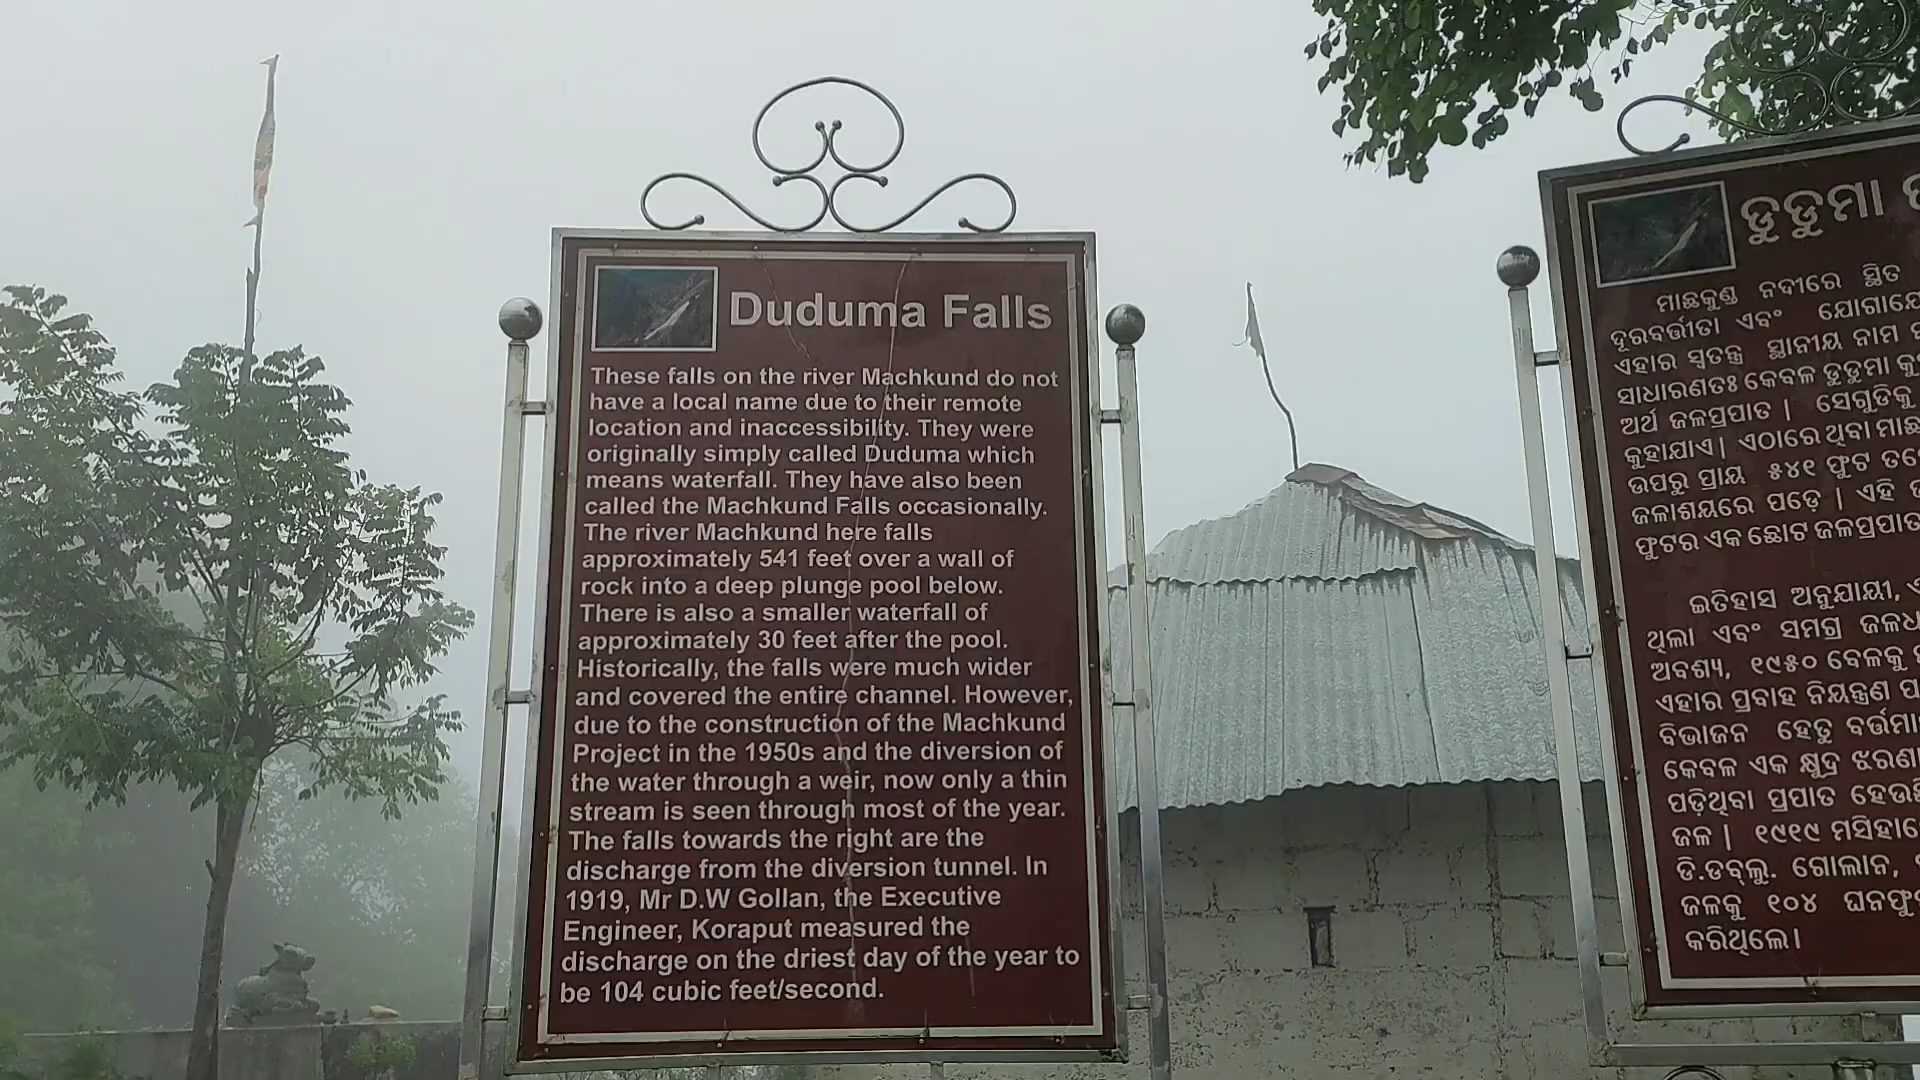 Duduma Falls
These falls on the river Machkund do not
have a local name due to their remote
location and inaccessibility. They were
originally simply called Duduma which
means waterfall. They have also been
called the Machkund Falls occasionally.
The river Machkund here falls
approximately 541 feet over a wall of
rock into a deep plunge pool below.
There is also a smaller waterfall of
approximately 30 feet after the pool.
Historically, the falls were much wider
and covered the entire channel. However,
due to the construction of the Machkund
Project in the 1950s and the diversion of
the water through a weir, now only a thin
stream is seen through most of the year.
The falls towards the right are the
discharge from the diversion tunnel. In
1919, Mr D.W Gollan, the Executive
Engineer, Koraput measured the
discharge on the driest day of the year to
be 104 cubic feet/second.
ଡୁଡୁମା
ମାଛକୁଣ୍ଡ ନଦୀରେ ସ୍ଥିତ
ଦୂରବର୍ତ୍ତୀତା ଏବଂ
ଏହାର ସ୍ୱତନ୍ତ୍ର ସ୍ଥାନୀୟ ନାମ
ସାଧାରଣତଃ କେବଳ ଡୁଡୁମା
ଅର୍ଥ ଜଳପ୍ରପାତ | ସେଗୁଡିକୁ
କୁହାଯାଏ| ଏଠାରେ ଥିବା
ଉପରୁ ପ୍ରାୟ ୫୪୧ ଫୁଟ
ଜଳାଶୟରେ ପଡ଼େ | ଏହି
ଫୁଟର ଏକ ଛୋଟ ଜଳପ୍ରପାତ
ଇତିହାସ ଅନୁଯାୟୀ,
ଥିଲା ଏବଂ ସମଗ୍ର
ଅବଶ୍ୟ, ୧୯୫୦ ବେଳକୁ
ଏହାର ପ୍ରବାହ ନିୟନ୍ତ୍ରଣ
ବିଭାଜନ ହେତୁ
କେବଳ ଏକ କ୍ଷୁଦ୍ର
ପଡ଼ିଥିବା ପ୍ରପାତ
ଜଳ | ୧୯୧୯
ଡି.ଡବ୍ଲୁ. ଗୋଲାନ,
ଜଳକୁ ୧୦୪
କରିଥିଲେ|